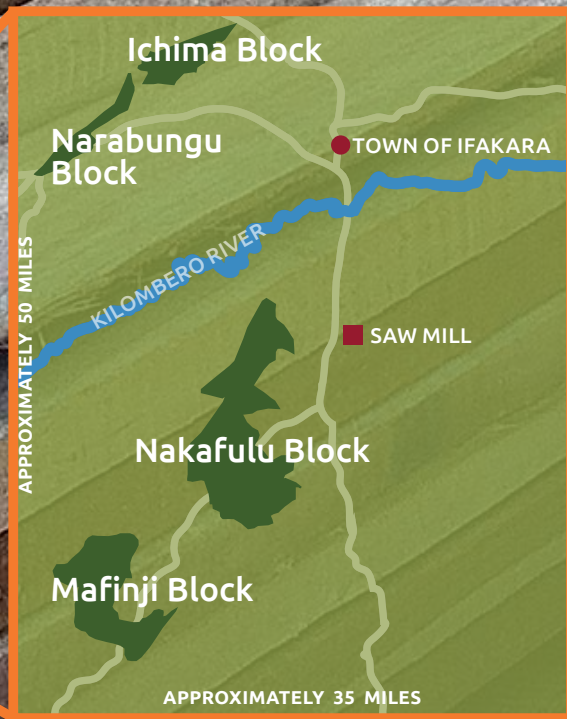 Ichima Block
Narabungu
Block
TOWN OF IFAKARA
KILOMBERO RIVER
APPROXIMATELY 50 MILES
SAW MILL
Nakafulu Block
Mafinji Block
APPROXIMATELY 35 MILES